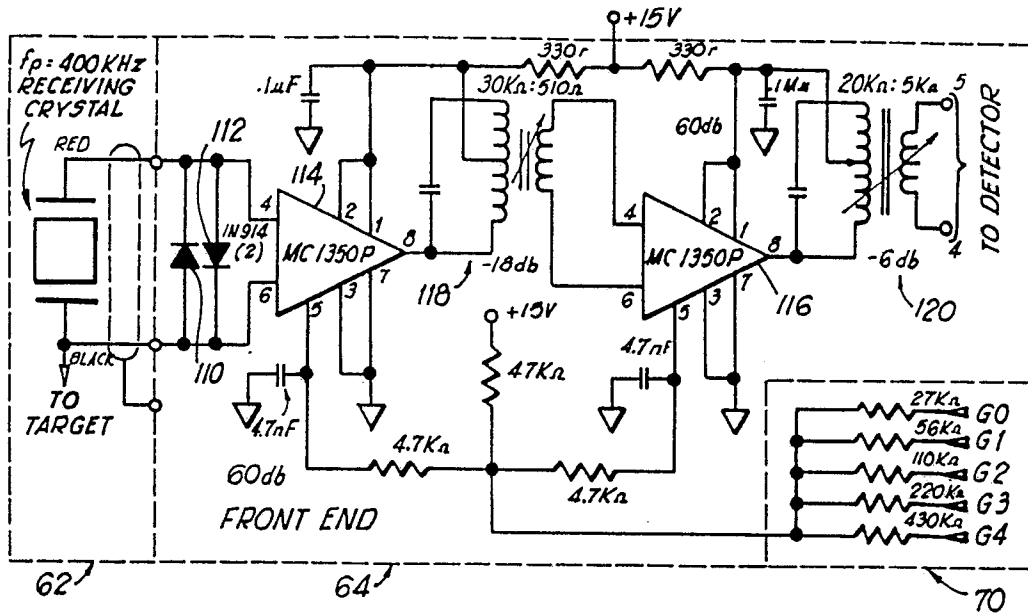 +15V
330r
330r
fp = 400KHz
RECEIVING
CRYSTAL
.1uF
30KΩ:510Ω
.1Mu
20KΩ:5KΩ
5
60db
112
RED
114
4
2
1
1N914
(2)
MC1350P
8
6
5
3
7
-18db
118
4
2
1
MC1350P
8
6
5
3
7
-6db
116
120
4
TO DETECTOR
BLACK
110
TO
TARGET
+15V
4.7KΩ
4.7nF
4.7nF
60db
4.7KΩ
4.7KΩ
FRONT END
27KΩ
G0
56KΩ
G1
110KΩ
G2
220KΩ
G3
430KΩ
G4
62
64
70